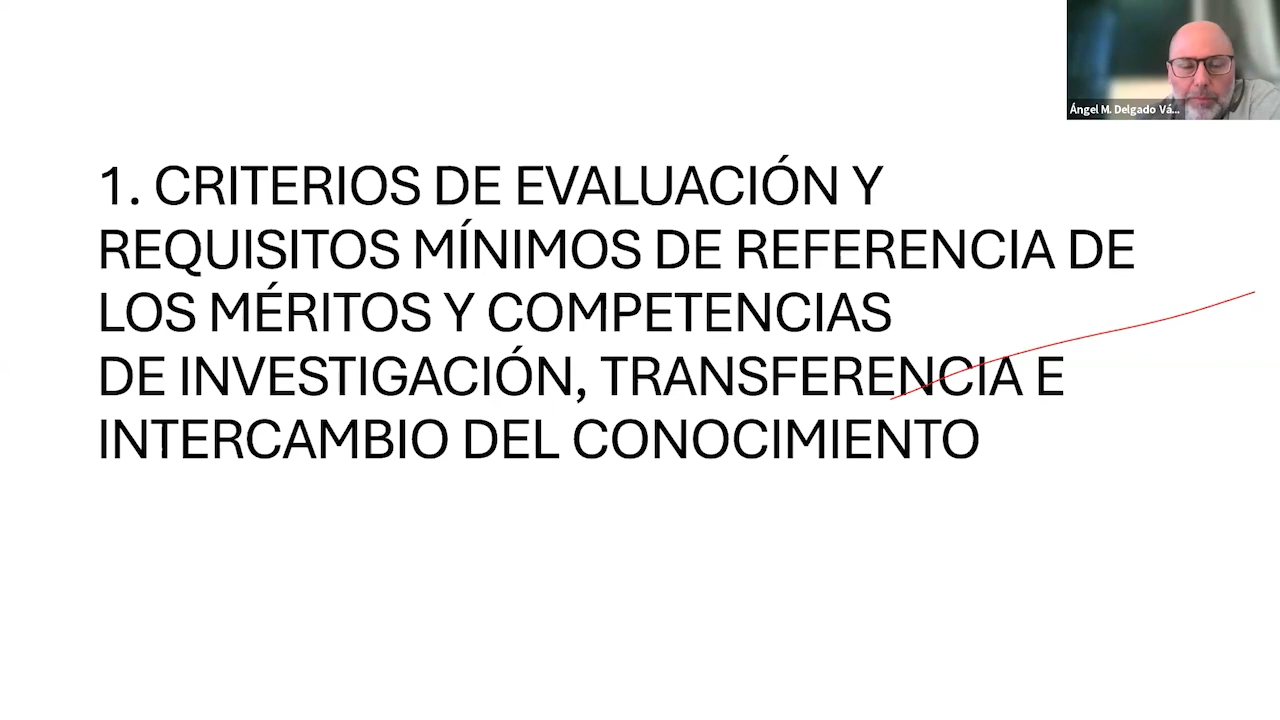 Ángel M. Delgado Vá...
1. CRITERIOS DE EVALUACIÓN Y
REQUISITOS MÍNIMOS DE REFERENCIA DE
LOS MÉRITOS Y COMPETENCIAS
DE INVESTIGACIÓN, TRANSFERENCIA E
INTERCAMBIO DEL CONOCIMIENTO